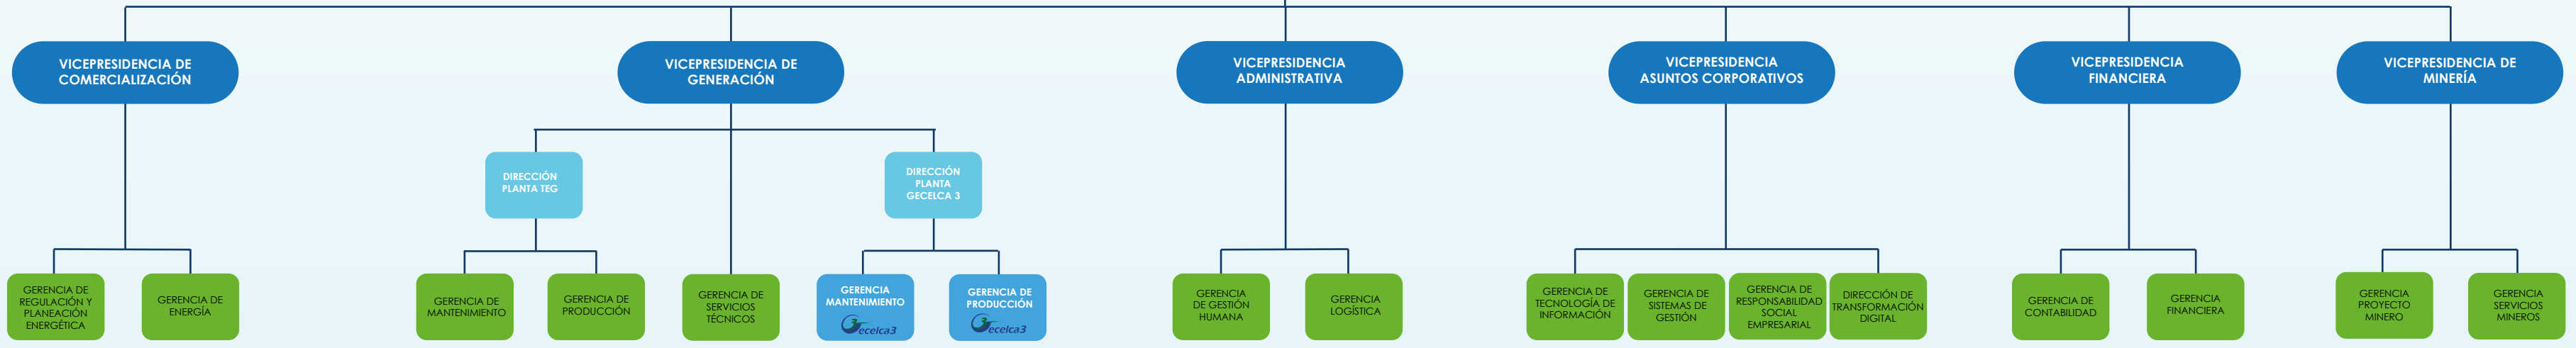 VICEPRESIDENCIA DE
COMERCIALIZACIÓN
VICEPRESIDENCIA DE
GENERACIÓN
VICEPRESIDENCIA
ADMINISTRATIVA
VICEPRESIDENCIA
ASUNTOS CORPORATIVOS
VICEPRESIDENCIA
FINANCIERA
VICEPRESIDENCIA DE
MINERÍA
DIRECCIÓN
PLANTA TEG
DIRECCIÓN
PLANTA
GECELCA 3
GERENCIA DE
REGULACIÓN Y
PLANEACIÓN
ENERGÉTICA
GERENCIA DE
ENERGÍA
GERENCIA DE
MANTENIMIENTO
GERENCIA DE
PRODUCCIÓN
GERENCIA DE
SERVICIOS
TÉCNICOS
GERENCIA
MANTENIMIENTO
Gecelca3
GERENCIA DE
PRODUCCIÓN
Gecelca3
GERENCIA
DE GESTIÓN
HUMANA
GERENCIA
LOGÍSTICA
GERENCIA DE
TECNOLOGÍA DE
INFORMACIÓN
GERENCIA DE
SISTEMAS DE
GESTIÓN
GERENCIA DE
RESPONSABILIDAD
SOCIAL
EMPRESARIAL
DIRECCIÓN DE
TRANSFORMACIÓN
DIGITAL
GERENCIA DE
CONTABILIDAD
GERENCIA
FINANCIERA
GERENCIA
PROYECTO
MINERO
GERENCIA
SERVICIOS
MINEROS